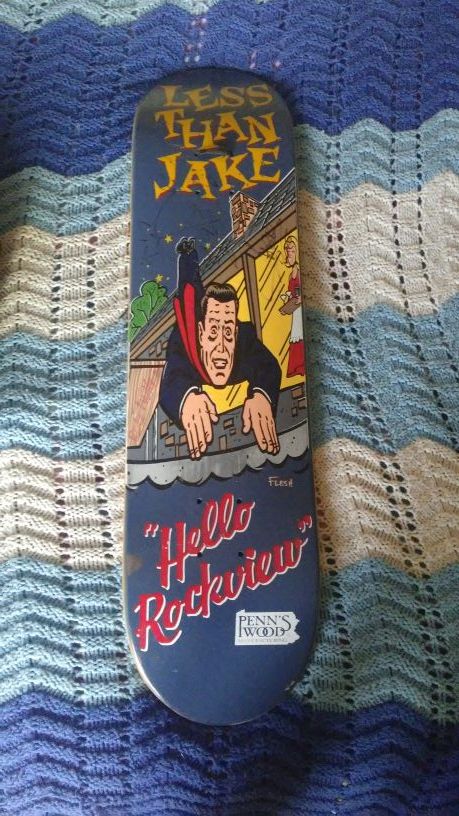 LESS
THAN
JAKE
FLESH
"Hello
Rockview"
PENN'S
WOOD